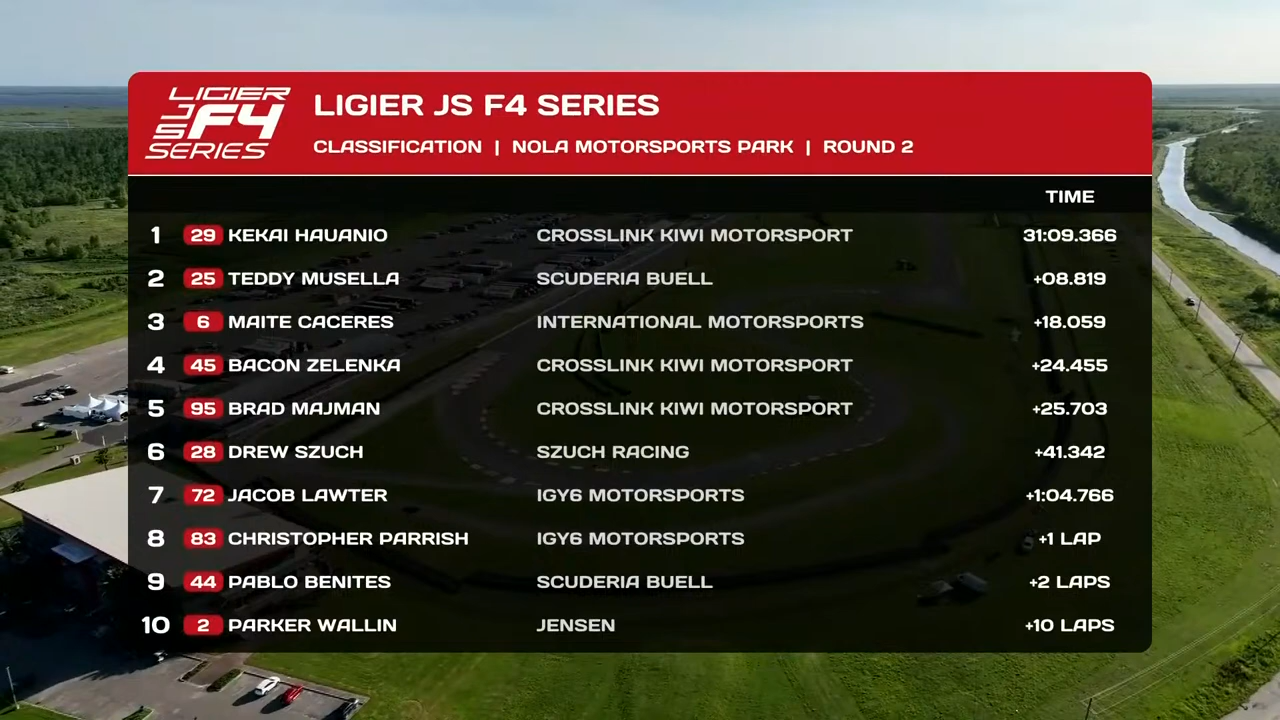 LIGIER
JS F4
SERIES
LIGIER JS F4 SERIES
CLASSIFICATION | NOLA MOTORSPORTS PARK | ROUND 2
TIME
1 29 KEKAI HAUANIO CROSSLINK KIWI MOTORSPORT 31:09.366
2 25 TEDDY MUSELLA SCUDERIA BUELL +08.819
3 6 MAITE CACERES INTERNATIONAL MOTORSPORTS +18.059
4 45 BACON ZELENKA CROSSLINK KIWI MOTORSPORT +24.455
5 95 BRAD MAJMAN CROSSLINK KIWI MOTORSPORT +25.703
6 28 DREW SZUCH SZUCH RACING +41.342
7 72 JACOB LAWTER IGY6 MOTORSPORTS +1:04.766
8 83 CHRISTOPHER PARRISH IGY6 MOTORSPORTS +1 LAP
9 44 PABLO BENITES SCUDERIA BUELL +2 LAPS
10 2 PARKER WALLIN JENSEN +10 LAPS